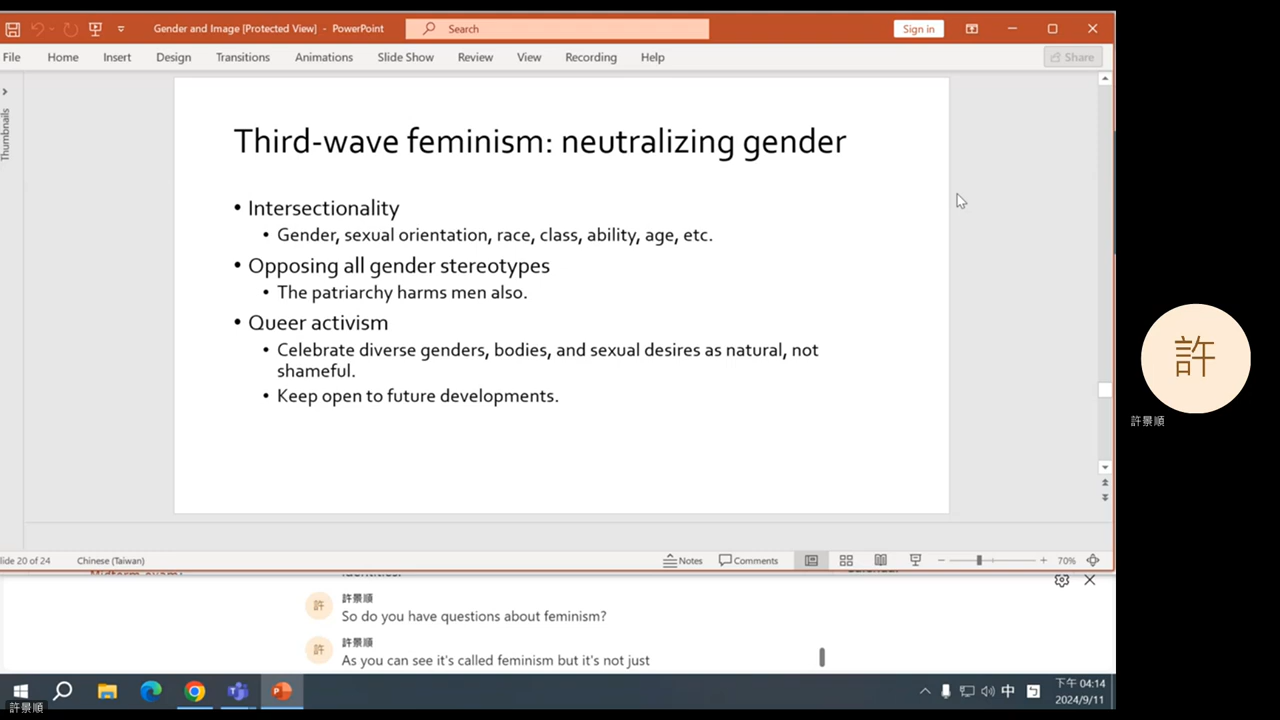 Gender and Image [Protected View] - PowerPoint
Search
Sign in
File Home Insert Design Transitions Animations Slide Show Review View Recording Help
Share
Thumbnails
Third-wave feminism: neutralizing gender
• Intersectionality
• Gender, sexual orientation, race, class, ability, age, etc.
• Opposing all gender stereotypes
• The patriarchy harms men also.
• Queer activism
• Celebrate diverse genders, bodies, and sexual desires as natural, not
shameful.
• Keep open to future developments.
許
許景順
lide 20 of 24
Chinese (Taiwan)
Notes
Comments
70%
許
許景順
So do you have questions about feminism?
許
許景順
As you can see it's called feminism but it's not just
中
下午 04:14
2024/9/11
許景順